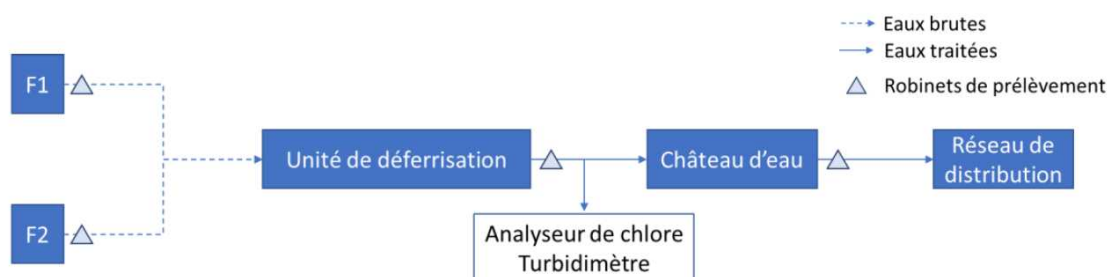 Eaux brutes
Eaux traitées
Robinets de prélèvement
F1
Unité de déferrisation
Château d'eau
Réseau de
distribution
F2
Analyseur de chlore
Turbidimètre